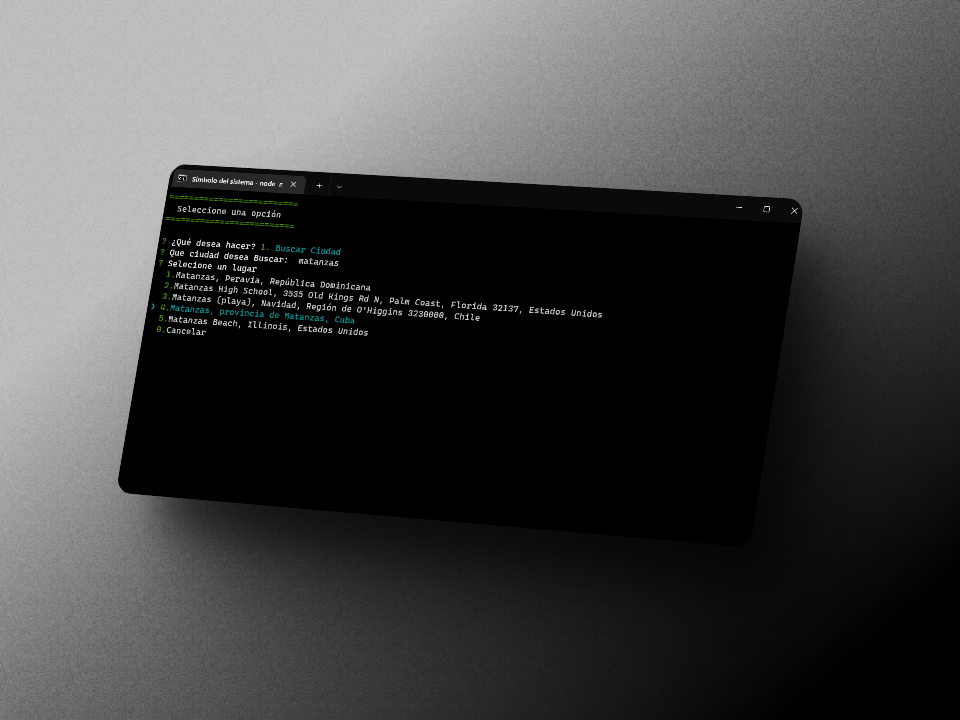 Símbolo del sistema - node n
=========================
Seleccione una opción
=========================
? ¿Qué desea hacer? 1. Buscar Ciudad
? Que ciudad desea Buscar: matanzas
? Selecione un lugar
1.Matanzas, Peravia, República Dominicana
2.Matanzas High School, 3535 Old Kings Rd N, Palm Coast, Florida 32137, Estados Unidos
3.Matanzas (playa), Navidad, Región de O'Higgins 3230000, Chile
❯ 4.Matanzas, provincia de Matanzas, Cuba
5.Matanzas Beach, Illinois, Estados Unidos
0.Cancelar